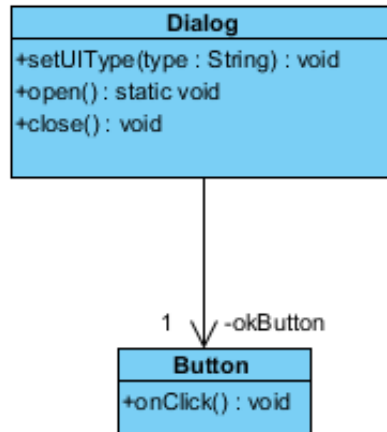 Dialog
+setUIType(type : String) : void
+open() : static void
+close() : void
1 -okButton
Button
+onClick() : void